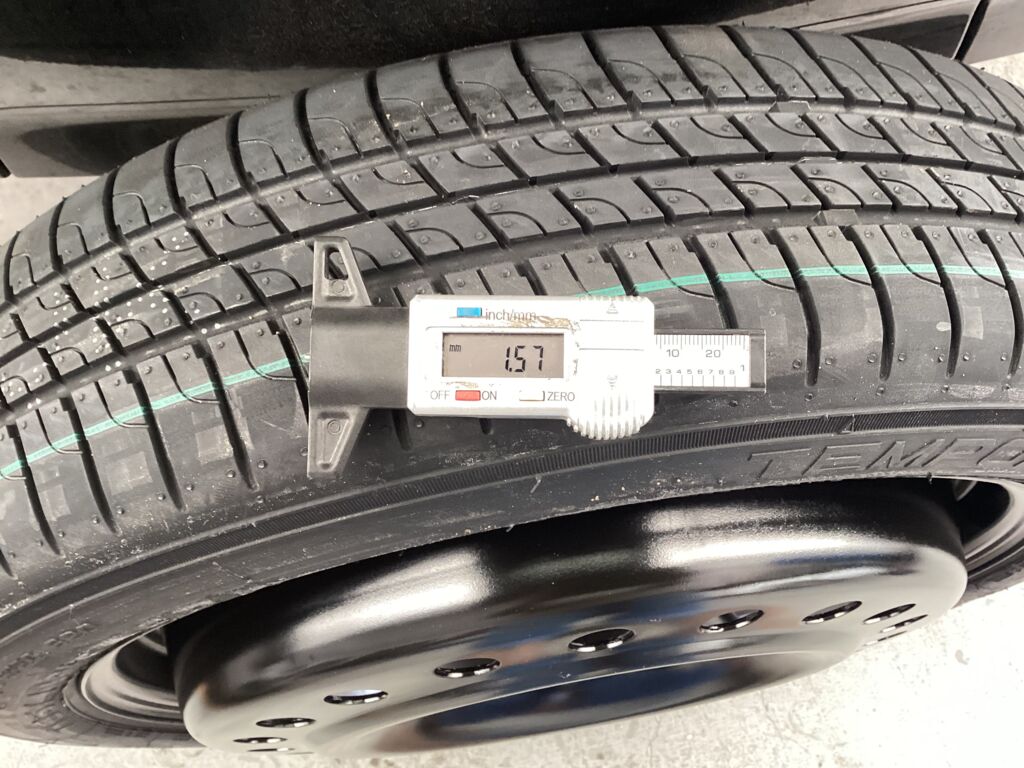 inch/mm
mm
1.57
OFF ON ZERO
10 20
2 3 4 5 6 7 8 9 1
TEMPO